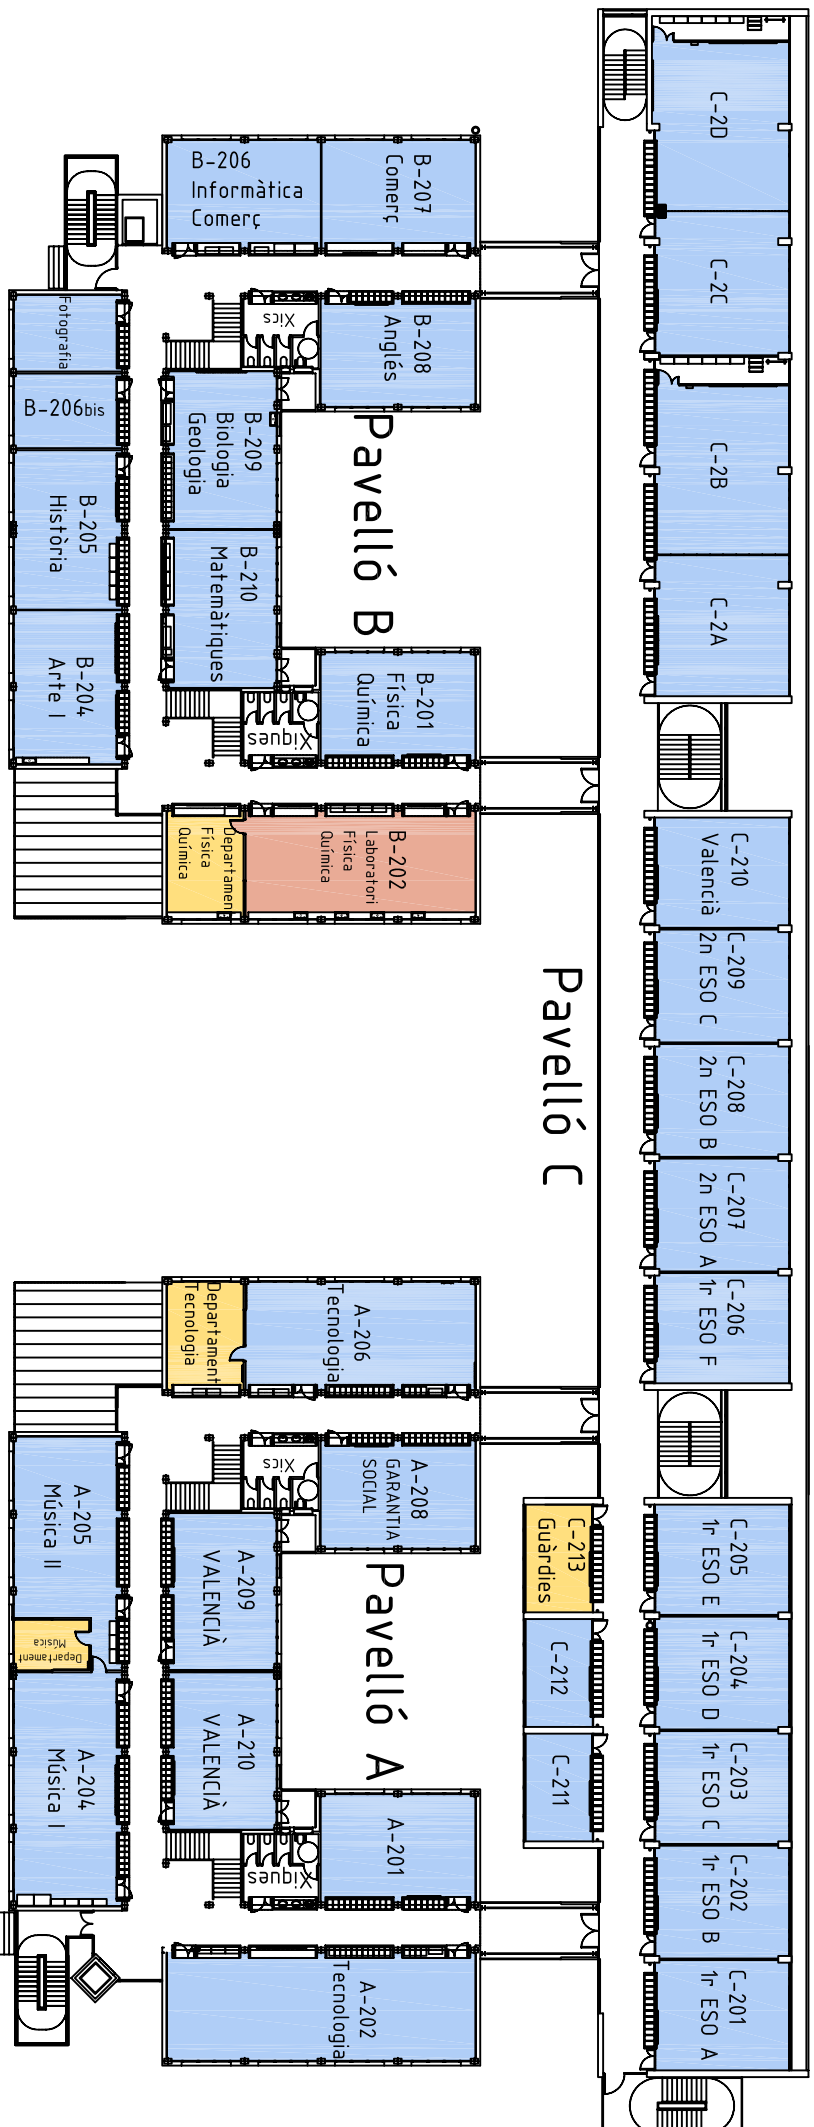 C-2D
B-206
Informàtica
Comerç
B-207
Comerç
C-2C
Fotografia
Xics
B-208
Anglés
B-206bis
B-209
Biologia
Geologia
Pavelló B
C-2B
B-205
Història
B-210
Matemàtiques
C-2A
B-204
Arte I
B-201
Física
Química
Xiques
Departamen
Física
Química
B-202
Laboratori
Física
Química
C-210
Valencià
C-209
2n ESO C
Pavelló C
C-208
2n ESO B
C-207
2n ESO A
C-206
1r ESO F
Departament
Tecnologia
A-206
Tecnologia
Xics
A-208
GARANTIA
SOCIAL
A-205
Música II
A-209
VALENCIÀ
Pavelló A
C-213
Guàrdies
C-205
1r ESO E
Departament
Música
C-212
C-204
1r ESO D
A-204
Música I
A-210
VALENCIÀ
C-211
C-203
1r ESO C
A-201
Xiques
C-202
1r ESO B
A-202
Tecnologia
C-201
1r ESO A